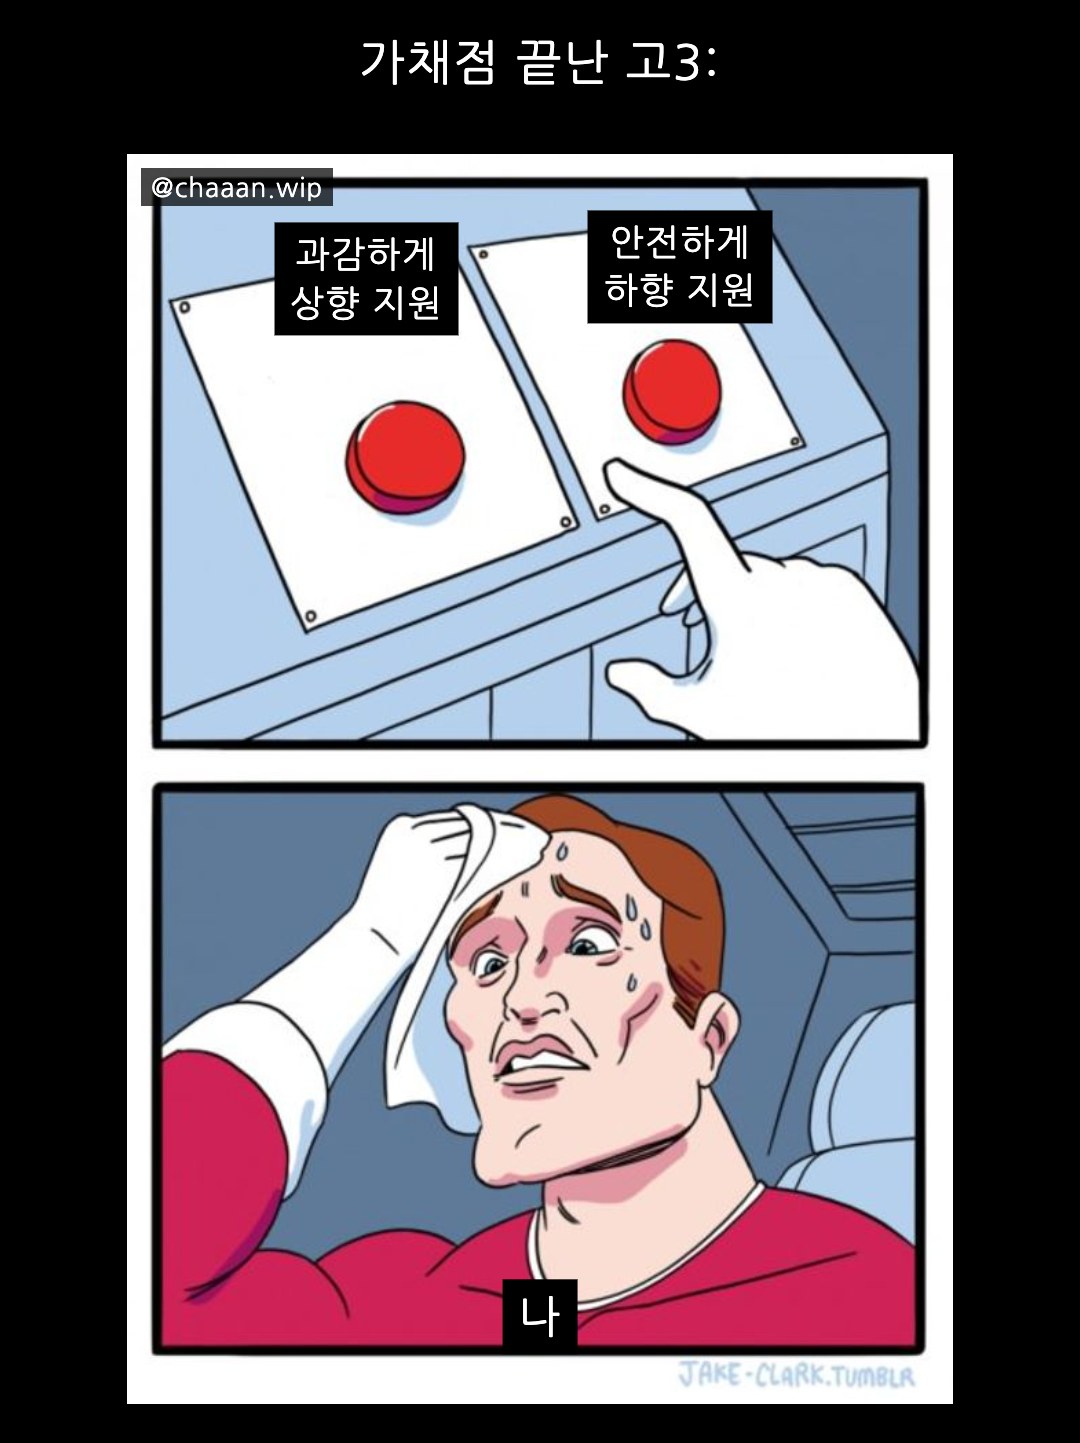 가채점 끝난 고3:
@chaaan.wip
과감하게
상향 지원
안전하게
하향 지원
나
JAKE-CLARK.TUMBLR